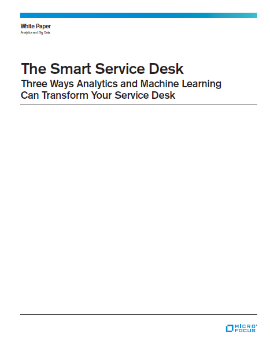 White Paper
Analytics and Big Data
The Smart Service Desk
Three Ways Analytics and Machine Learning
Can Transform Your Service Desk
MICRO
FOCUS